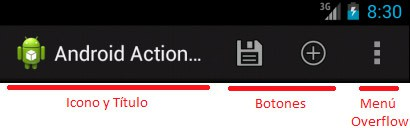 3G 8:30
Android Action...
Icono y Título
Botones
Menú
Overflow